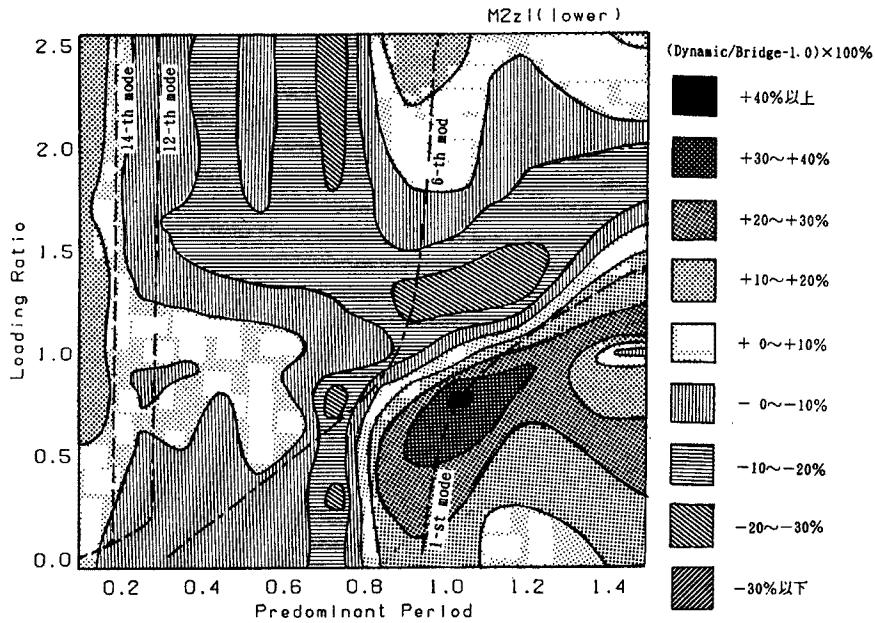 M2zl(lower)
(Dynamic/Bridge-1.0)×100%
2.5
2.0
1.5
1.0
0.5
0.0
Loading Ratio
14-th mode
12-th mode
6-th mod
1-st mode
0.2 0.4 0.6 0.8 1.0 1.2 1.4
Predominant Period
+40%以上
+30～+40%
+20～+30%
+10～+20%
+ 0～+10%
- 0～-10%
-10～-20%
-20～-30%
-30%以下